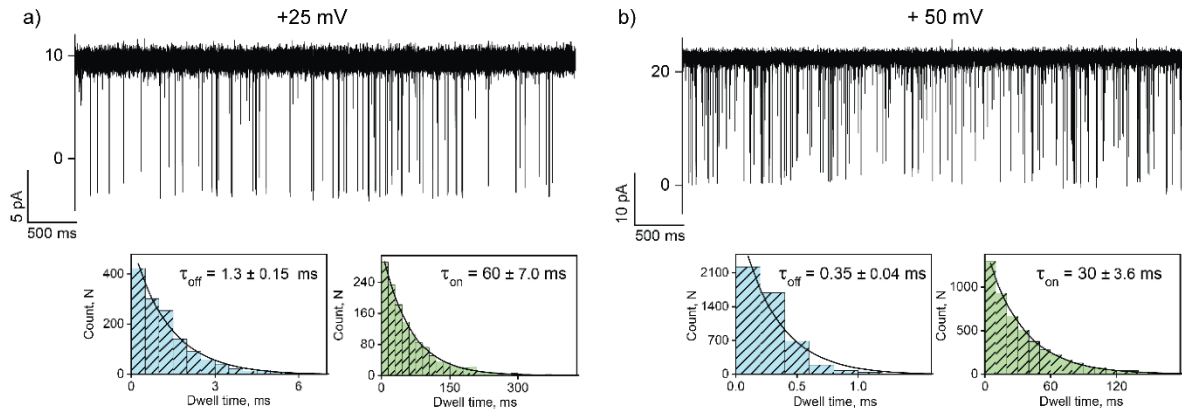 a)
+25 mV
10
0
5 pA
500 ms
τoff = 1.3 ± 0.15 ms
Count, N
400
200
0
0 3 6
Dwell time, ms
τon = 60 ± 7.0 ms
Count, N
240
160
80
0
0 150 300
Dwell time, ms
b)
+ 50 mV
20
0
10 pA
500 ms
τoff = 0.35 ± 0.04 ms
Count, N
2100
1400
700
0
0.0 0.5 1.0
Dwell time, ms
τon = 30 ± 3.6 ms
Count, N
1000
500
0
0 60 120
Dwell time, ms